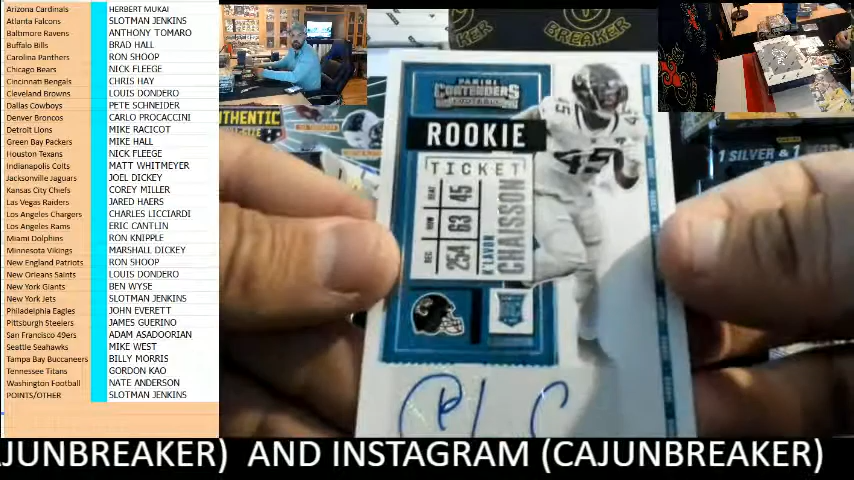 Arizona Cardinals HERBERT MUKAI
Atlanta Falcons SLOTMAN JENKINS
Baltimore Ravens ANTHONY TOMARO
Buffalo Bills BRAD HALL
Carolina Panthers RON SHOOP
Chicago Bears NICK FLEEGE
Cincinnati Bengals CHRIS HAY
Cleveland Browns LOUIS DONDERO
Dallas Cowboys PETE SCHNEIDER
Denver Broncos CARLO PROCACCINI
Detroit Lions MIKE RACICOT
Green Bay Packers MIKE HALL
Houston Texans NICK FLEEGE
Indianapolis Colts MATT WHITMEYER
Jacksonville Jaguars JOEL DICKEY
Kansas City Chiefs COREY MILLER
Las Vegas Raiders JARED HAERS
Los Angeles Chargers CHARLES LICCIARDI
Los Angeles Rams ERIC CANTLIN
Miami Dolphins RON KNIPPLE
Minnesota Vikings MARSHALL DICKEY
New England Patriots RON SHOOP
New Orleans Saints LOUIS DONDERO
New York Giants BEN WYSE
New York Jets SLOTMAN JENKINS
Philadelphia Eagles JOHN EVERETT
Pittsburgh Steelers JAMES GUERINO
San Francisco 49ers ADAM ASADOORIAN
Seattle Seahawks MIKE WEST
Tampa Bay Buccaneers BILLY MORRIS
Tennessee Titans GORDON KAO
Washington Football NATE ANDERSON
POINTS/OTHER SLOTMAN JENKINS
BREAKER
THENTIC
PANINI
CONTENDERS
FOOTBALL
ROOKIE
TICKET
SEAT 45
ROW 63
SEC 254
K'LAVON
CHAISSON
45
1 SILVER &
JUNBREAKER) AND INSTAGRAM (CAJUNBREAKER)